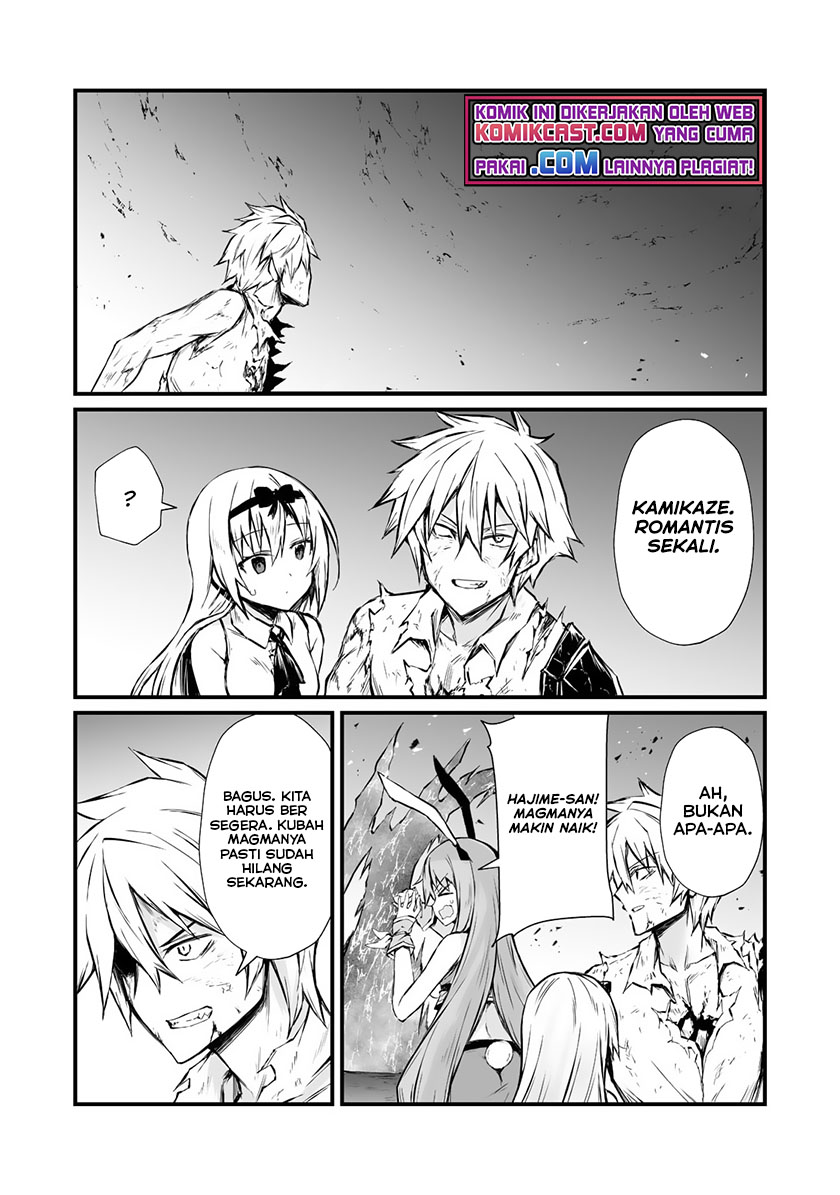 KOMIK INI DIKERJAKAN OLEH WEB
KOMIKCAST.COM YANG CUMA
PAKAI .COM LAINNYA PLAGIAT!
KAMIKAZE.
ROMANTIS
SEKALI.
?
AH,
BUKAN
APA-APA.
HAJIME-SAN!
MAGMANYA
MAKIN NAIK!
BAGUS. KITA
HARUS BER
SEGERA. KUBAH
MAGMANYA
PASTI SUDAH
HILANG
SEKARANG.